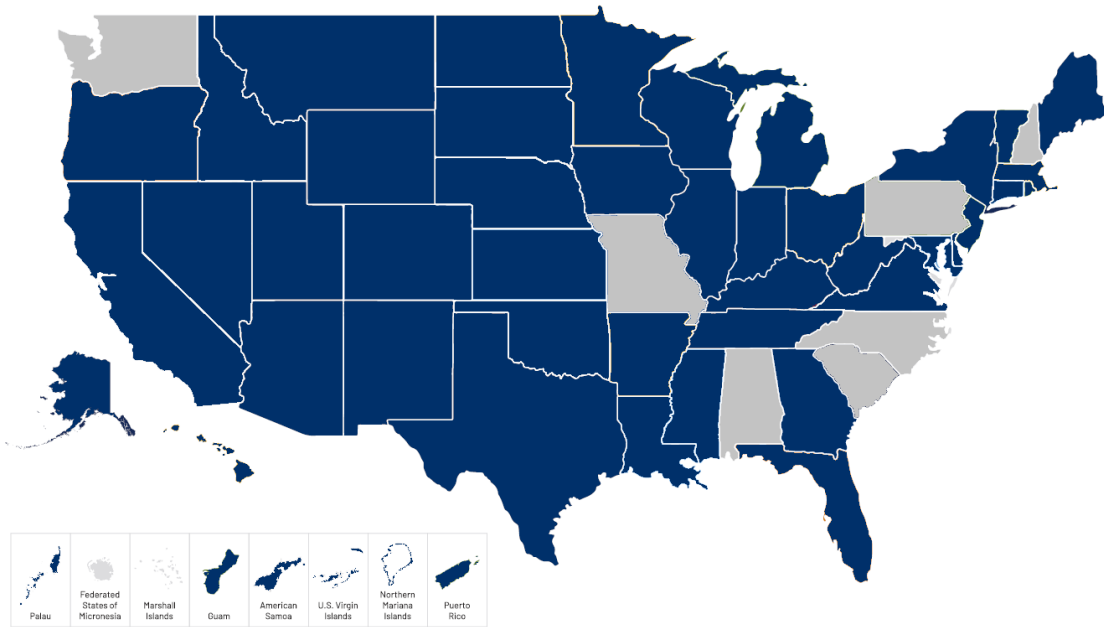 Palau
Federated
States of
Micronesia
Marshall
Islands
Guam
American
Samoa
U.S. Virgin
Islands
Northern
Mariana
Islands
Puerto
Rico